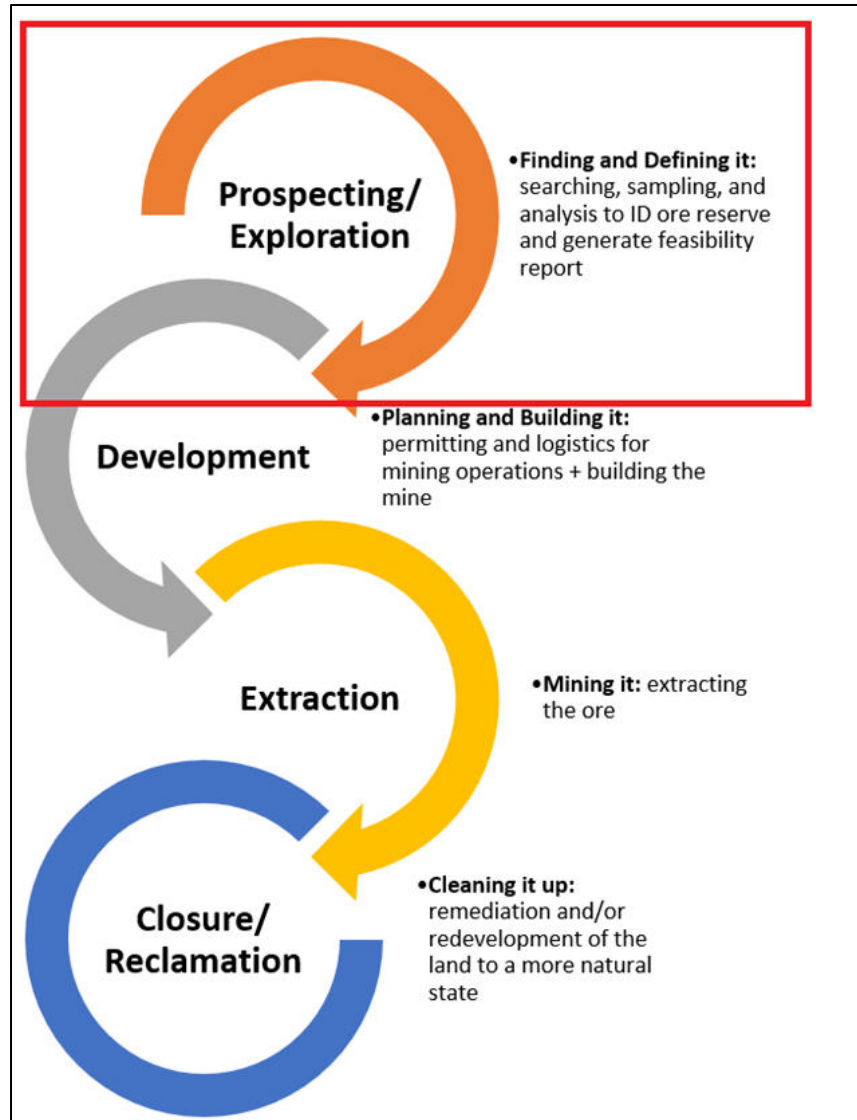 Prospecting/
Exploration
•Finding and Defining it:
searching, sampling, and
analysis to ID ore reserve
and generate feasibility
report
Development
•Planning and Building it:
permitting and logistics for
mining operations + building the
mine
Extraction
•Mining it: extracting
the ore
Closure/
Reclamation
•Cleaning it up:
remediation and/or
redevelopment of the
land to a more natural
state